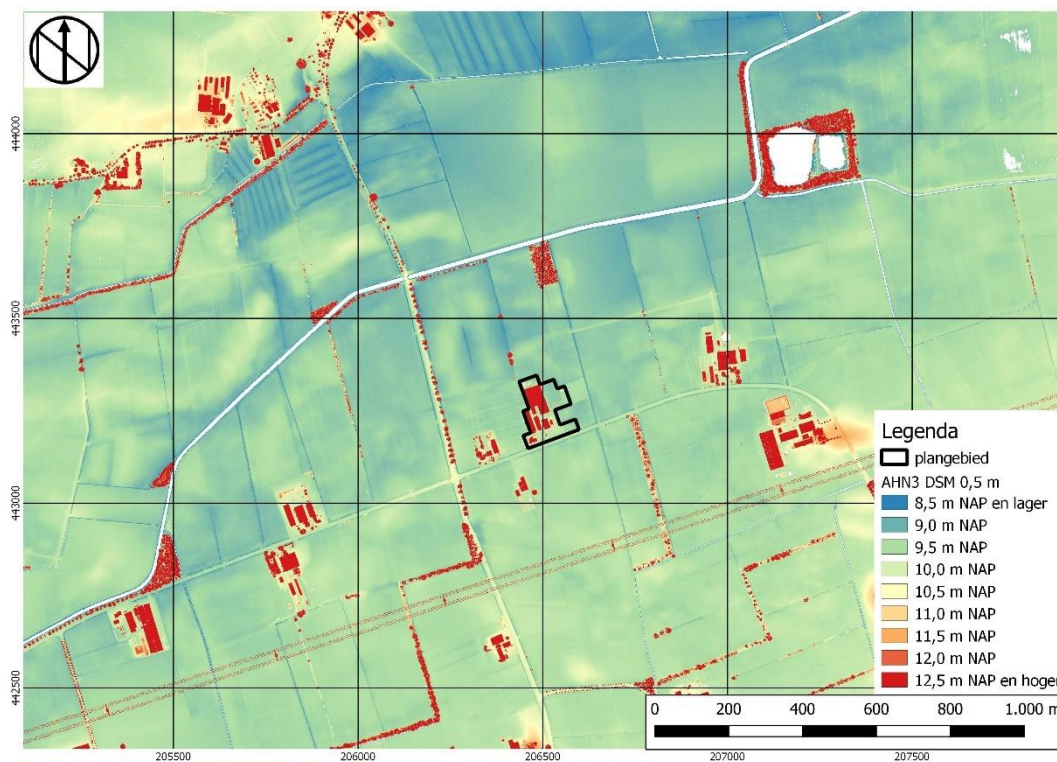 444000
443500
443000
442500
205500
206000
206500
207000
207500
Legenda
plangebied
AHN3 DSM 0,5 m
8,5 m NAP en lager
9,0 m NAP
9,5 m NAP
10,0 m NAP
10,5 m NAP
11,0 m NAP
11,5 m NAP
12,0 m NAP
12,5 m NAP en hoger
0 200 400 600 800 1.000 m